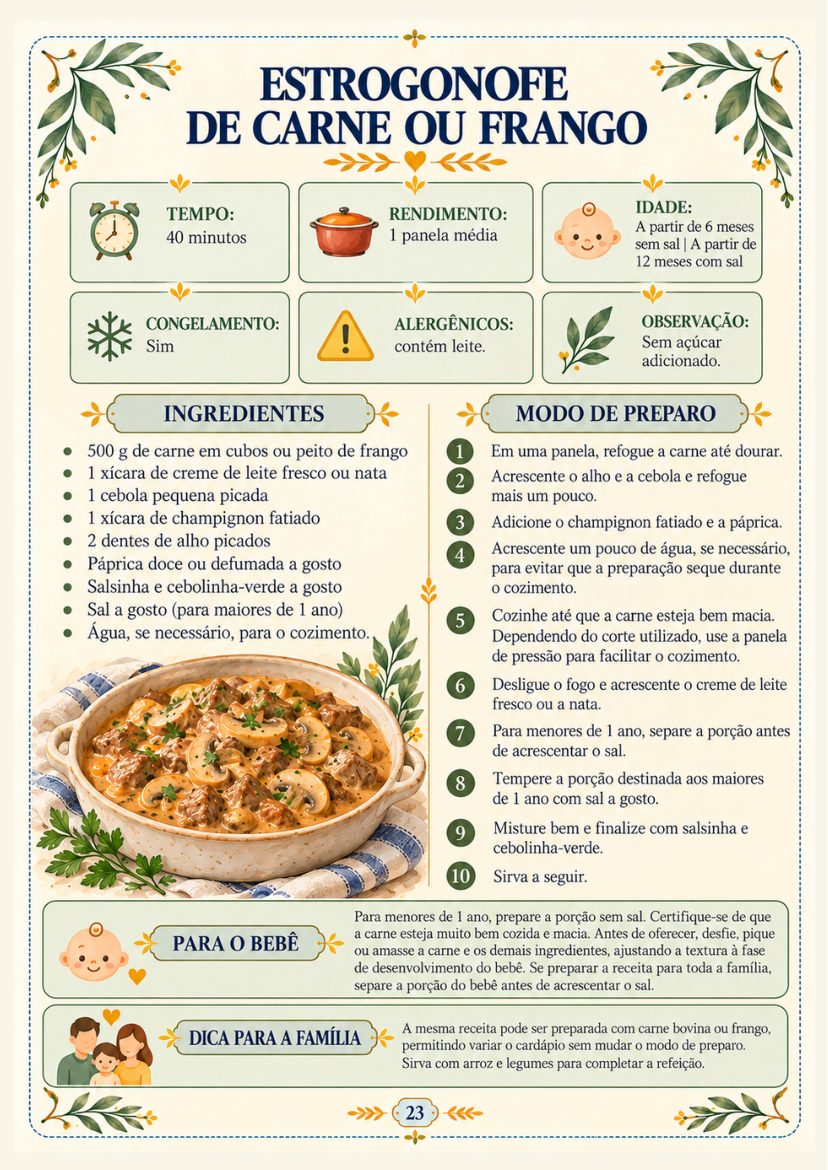 ESTROGONOFE
DE CARNE OU FRANGO
TEMPO:
40 minutos
RENDIMENTO:
1 panela média
IDADE:
A partir de 6 meses
sem sal | A partir de
12 meses com sal
CONGELAMENTO:
Sim
ALERGÊNICOS:
contém leite.
OBSERVAÇÃO:
Sem açúcar
adicionado.
INGREDIENTES
• 500 g de carne em cubos ou peito de frango
• 1 xícara de creme de leite fresco ou nata
• 1 cebola pequena picada
• 1 xícara de champignon fatiado
• 2 dentes de alho picados
• Páprica doce ou defumada a gosto
• Salsinha e cebolinha-verde a gosto
• Sal a gosto (para maiores de 1 ano)
• Água, se necessário, para o cozimento.
MODO DE PREPARO
1 Em uma panela, refogue a carne até dourar.
2 Acrescente o alho e a cebola e refogue
mais um pouco.
3 Adicione o champignon fatiado e a páprica.
4 Acrescente um pouco de água, se necessário,
para evitar que a preparação seque durante
o cozimento.
5 Cozinhe até que a carne esteja bem macia.
Dependendo do corte utilizado, use a panela
de pressão para facilitar o cozimento.
6 Desligue o fogo e acrescente o creme de leite
fresco ou a nata.
7 Para menores de 1 ano, separe a porção antes
de acrescentar o sal.
8 Tempere a porção destinada aos maiores
de 1 ano com sal a gosto.
9 Misture bem e finalize com salsinha e
cebolinha-verde.
10 Sirva a seguir.
PARA O BEBÊ
Para menores de 1 ano, prepare a porção sem sal. Certifique-se de que
a carne esteja muito bem cozida e macia. Antes de oferecer, desfie, pique
ou amasse a carne e os demais ingredientes, ajustando a textura à fase
de desenvolvimento do bebê. Se preparar a receita para toda a família,
separe a porção do bebê antes de acrescentar o sal.
DICA PARA A FAMÍLIA
A mesma receita pode ser preparada com carne bovina ou frango,
permitindo variar o cardápio sem mudar o modo de preparo.
Sirva com arroz e legumes para completar a refeição.
23